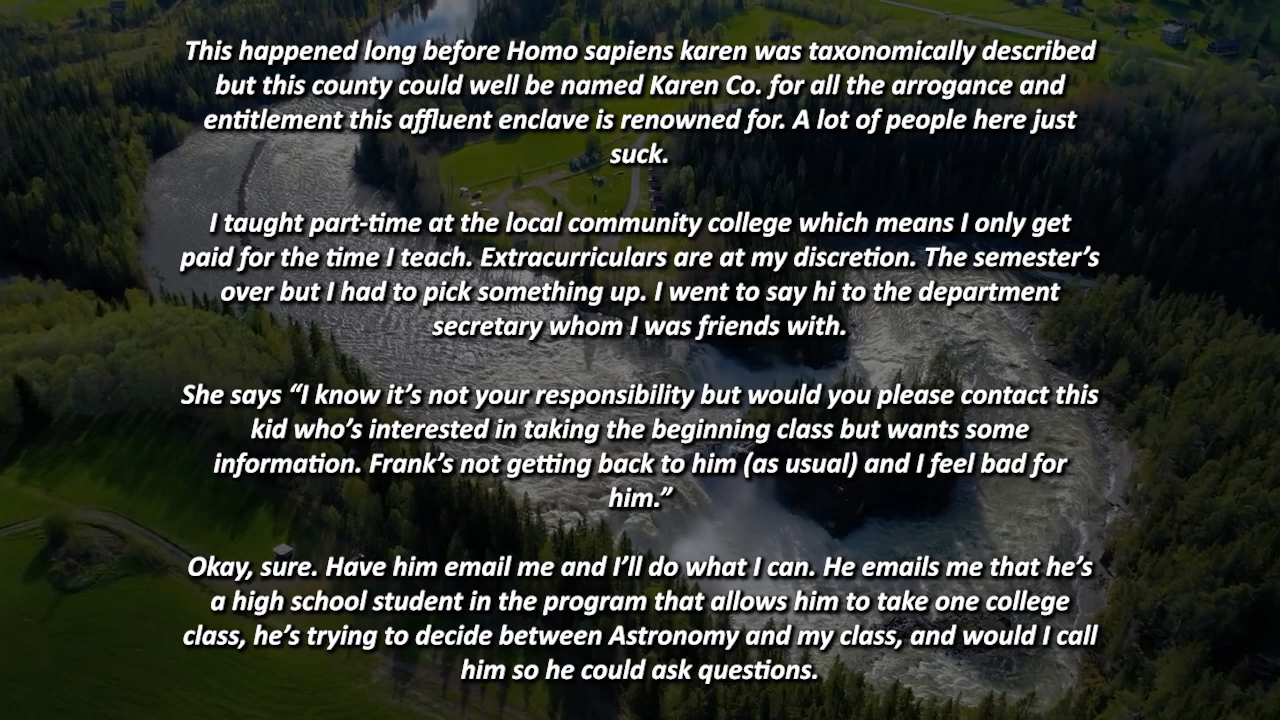 This happened long before Homo sapiens karen was taxonomically described
but this county could well be named Karen Co. for all the arrogance and
entitlement this affluent enclave is renowned for. A lot of people here just
suck.
I taught part-time at the local community college which means I only get
paid for the time I teach. Extracurriculars are at my discretion. The semester’s
over but I had to pick something up. I went to say hi to the department
secretary whom I was friends with.
She says “I know it’s not your responsibility but would you please contact this
kid who’s interested in taking the beginning class but wants some
information. Frank’s not getting back to him (as usual) and I feel bad for
him.”
Okay, sure. Have him email me and I’ll do what I can. He emails me that he’s
a high school student in the program that allows him to take one college
class, he’s trying to decide between Astronomy and my class, and would I call
him so he could ask questions.